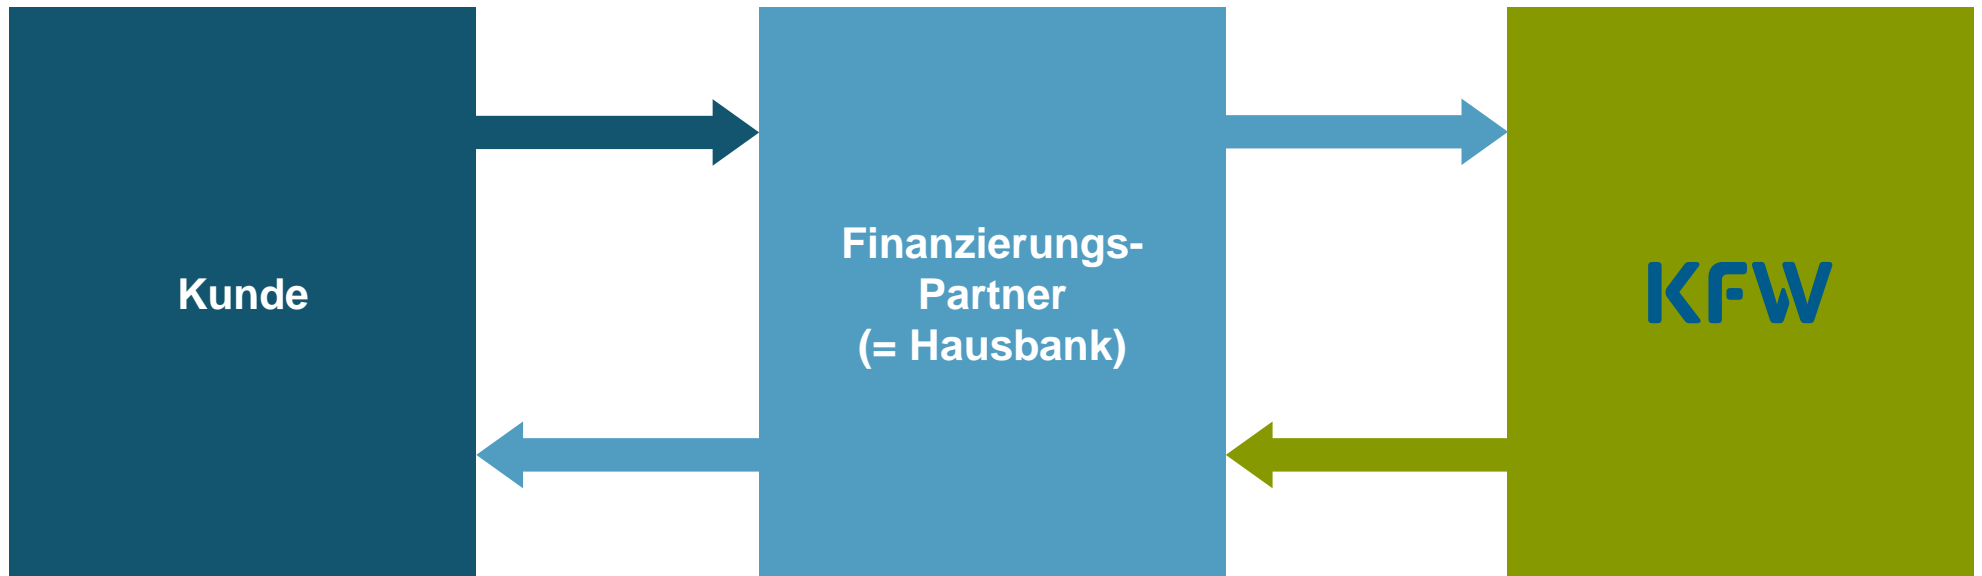 Kunde
Finanzierungs-
Partner
(= Hausbank)
KFW